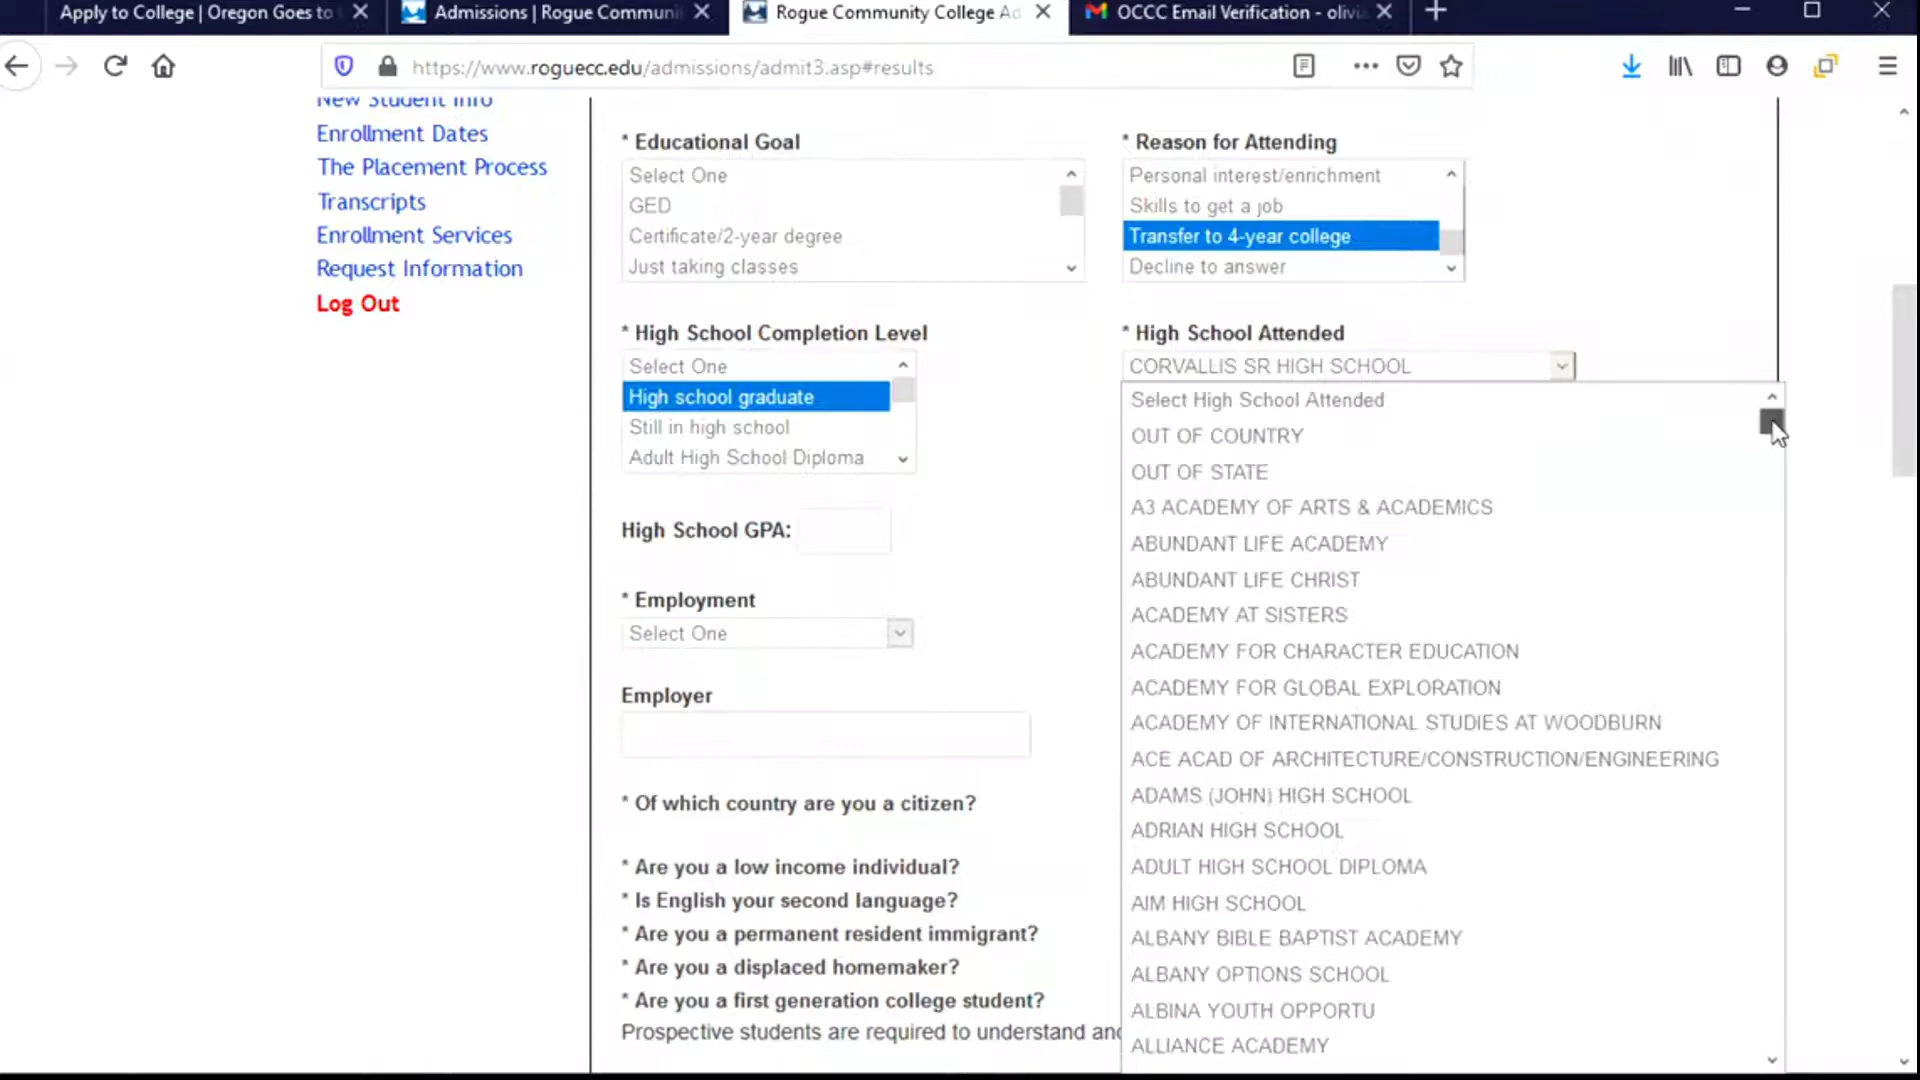 Apply to College | Oregon Goes to
Admissions | Rogue Communi
Rogue Community College Ad
OCCC Email Verification - olivi
https://www.roguecc.edu/admissions/admit3.asp#results
New Student Info
Enrollment Dates
The Placement Process
Transcripts
Enrollment Services
Request Information
Log Out
* Educational Goal
Select One
GED
Certificate/2-year degree
Just taking classes
* Reason for Attending
Personal interest/enrichment
Skills to get a job
Transfer to 4-year college
Decline to answer
* High School Completion Level
Select One
High school graduate
Still in high school
Adult High School Diploma
* High School Attended
CORVALLIS SR HIGH SCHOOL
Select High School Attended
OUT OF COUNTRY
OUT OF STATE
A3 ACADEMY OF ARTS & ACADEMICS
ABUNDANT LIFE ACADEMY
ABUNDANT LIFE CHRIST
ACADEMY AT SISTERS
ACADEMY FOR CHARACTER EDUCATION
ACADEMY FOR GLOBAL EXPLORATION
ACADEMY OF INTERNATIONAL STUDIES AT WOODBURN
ACE ACAD OF ARCHITECTURE/CONSTRUCTION/ENGINEERING
ADAMS (JOHN) HIGH SCHOOL
ADRIAN HIGH SCHOOL
ADULT HIGH SCHOOL DIPLOMA
AIM HIGH SCHOOL
ALBANY BIBLE BAPTIST ACADEMY
ALBANY OPTIONS SCHOOL
ALBINA YOUTH OPPORTU
ALLIANCE ACADEMY
High School GPA:
* Employment
Select One
Employer
* Of which country are you a citizen?
* Are you a low income individual?
* Is English your second language?
* Are you a permanent resident immigrant?
* Are you a displaced homemaker?
* Are you a first generation college student?
Prospective students are required to understand and